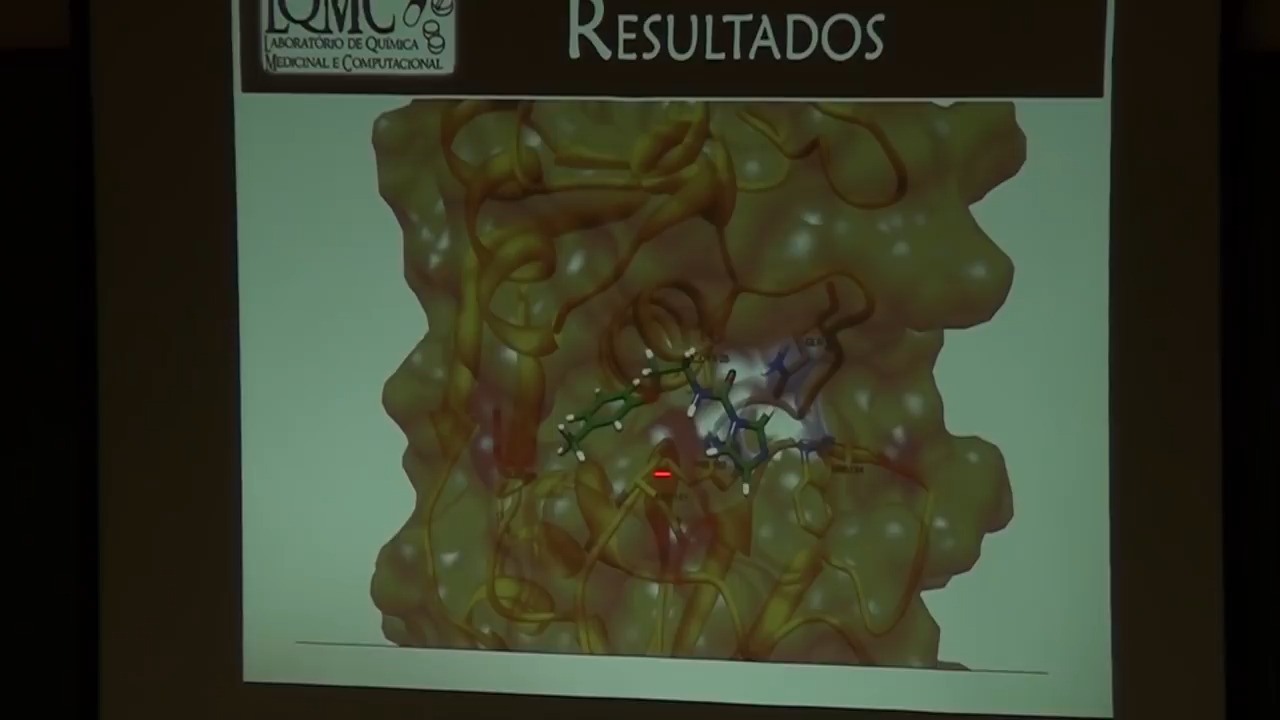 LQMC
LABORATÓRIO DE QUÍMICA
MEDICINAL E COMPUTACIONAL
RESULTADOS